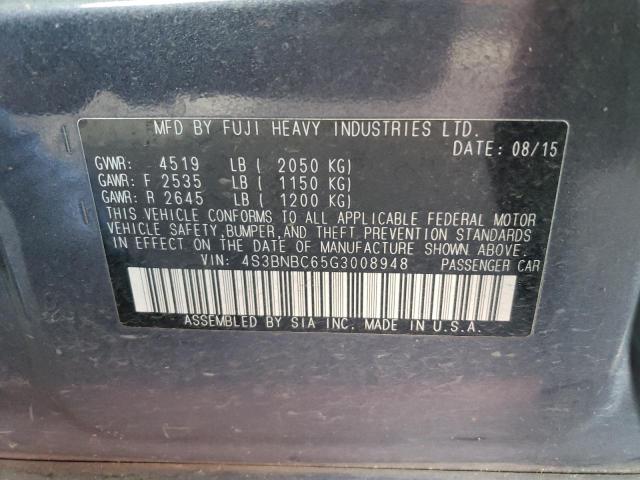 MFD BY FUJI HEAVY INDUSTRIES LTD.
DATE: 08/15
GVWR: 4519 LB ( 2050 KG)
GAWR: F 2535 LB ( 1150 KG)
GAWR: R 2645 LB ( 1200 KG)
THIS VEHICLE CONFORMS TO ALL APPLICABLE FEDERAL MOTOR
VEHICLE SAFETY,BUMPER,AND THEFT PREVENTION STANDARDS
IN EFFECT ON THE DATE OF MANUFACTURE SHOWN ABOVE.
VIN: 4S3BNBC65G3008948 PASSENGER CAR
ASSEMBLED BY SIA INC. MADE IN U.S.A.